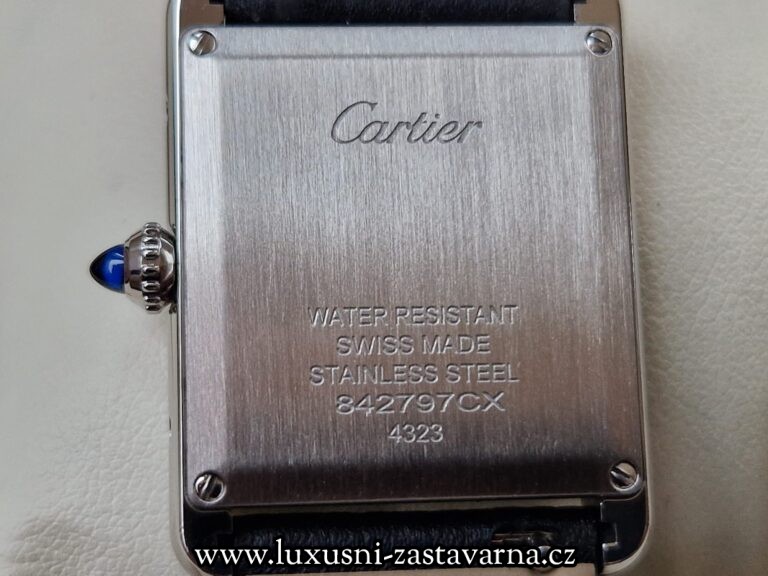 Cartier
WATER RESISTANT
SWISS MADE
STAINLESS STEEL
842797CX
4323
www.luxusni-zastavarna.cz